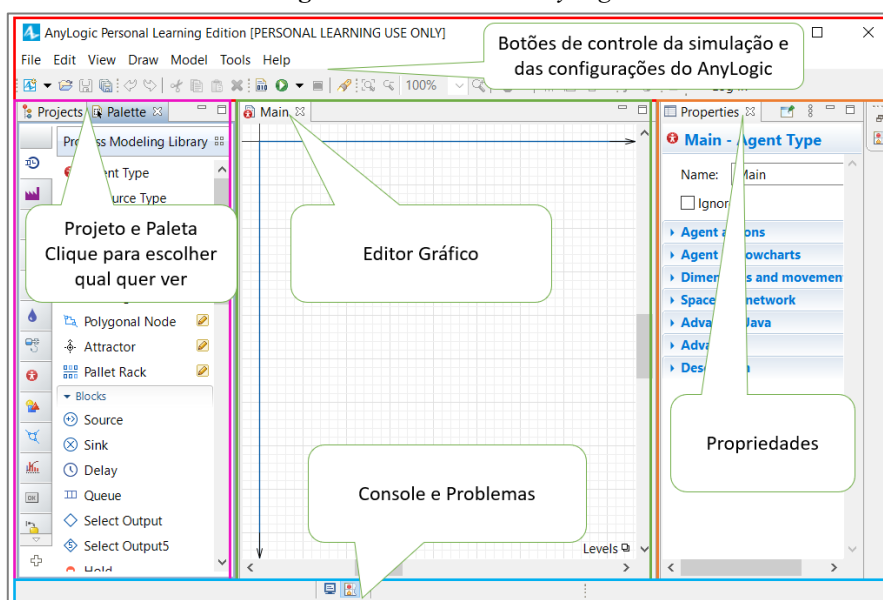 AnyLogic Personal Learning Edition [PERSONAL LEARNING USE ONLY]
File Edit View Draw Model Tools Help
100%
Botões de controle da simulação e
das configurações do AnyLogic
Projects Palette
Main
Properties
Process Modeling Library
Main - Agent Type
Name: Main
Projeto e Paleta
Clique para escolher
qual quer ver
Editor Gráfico
Agent
Space network
Polygonal Node
Attractor
Pallet Rack
Blocks
Source
Sink
Delay
Queue
Select Output
Select Output5
Hold
Propriedades
Console e Problemas
Levels